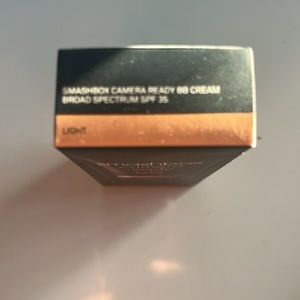 SMASHBOX CAMERA READY BB CREAM
BROAD SPECTRUM SPF 35
LIGHT